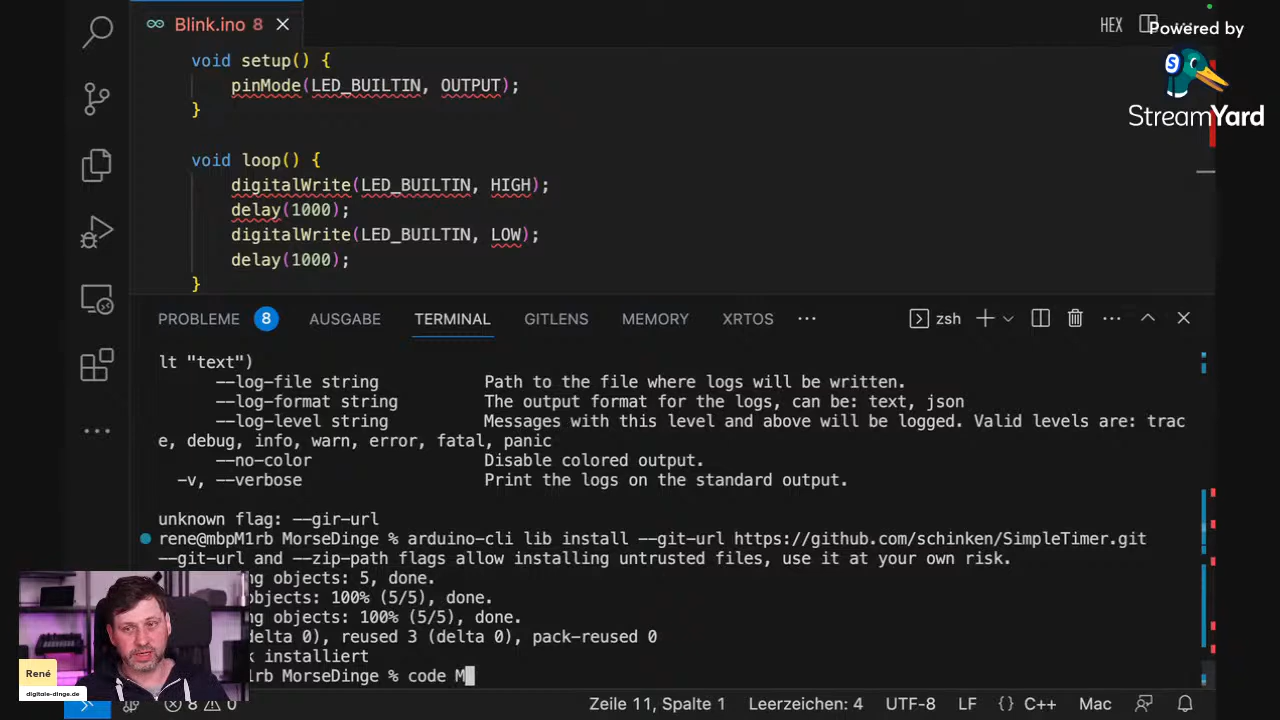 Blink.ino 8
HEX
Powered by
StreamYard
void setup() {
pinMode(LED_BUILTIN, OUTPUT);
}
void loop() {
digitalWrite(LED_BUILTIN, HIGH);
delay(1000);
digitalWrite(LED_BUILTIN, LOW);
delay(1000);
}
PROBLEME 8 AUSGABE TERMINAL GITLENS MEMORY XRTOS ... zsh
lt "text")
--log-file string Path to the file where logs will be written.
--log-format string The output format for the logs, can be: text, json
--log-level string Messages with this level and above will be logged. Valid levels are: trac
e, debug, info, warn, error, fatal, panic
--no-color Disable colored output.
-v, --verbose Print the logs on the standard output.
unknown flag: --gir-url
rene@mbpM1rb MorseDinge % arduino-cli lib install --git-url https://github.com/schinken/SimpleTimer.git
--git-url and --zip-path flags allow installing untrusted files, use it at your own risk.
ng objects: 5, done.
objects: 100% (5/5), done.
ng objects: 100% (5/5), done.
(delta 0), reused 3 (delta 0), pack-reused 0
k installiert
1rb MorseDinge % code M
René
digitale-dinge.de
8 0 Zeile 11, Spalte 1 Leerzeichen: 4 UTF-8 LF {} C++ Mac